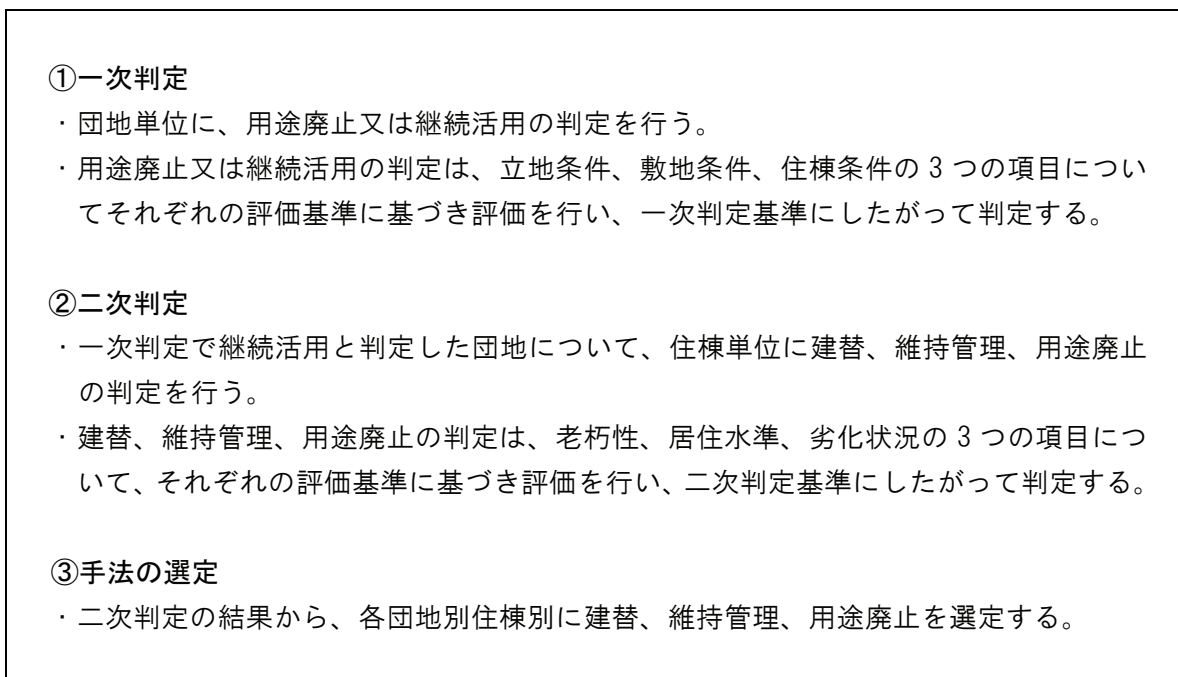 ①一次判定
・団地単位に、用途廃止又は継続活用の判定を行う。
・用途廃止又は継続活用の判定は、立地条件、敷地条件、住棟条件の 3 つの項目につい
てそれぞれの評価基準に基づき評価を行い、一次判定基準にしたがって判定する。
②二次判定
・一次判定で継続活用と判定した団地について、住棟単位に建替、維持管理、用途廃止
の判定を行う。
・建替、維持管理、用途廃止の判定は、老朽性、居住水準、劣化状況の 3 つの項目につ
いて、それぞれの評価基準に基づき評価を行い、二次判定基準にしたがって判定する。
③手法の選定
・二次判定の結果から、各団地別住棟別に建替、維持管理、用途廃止を選定する。